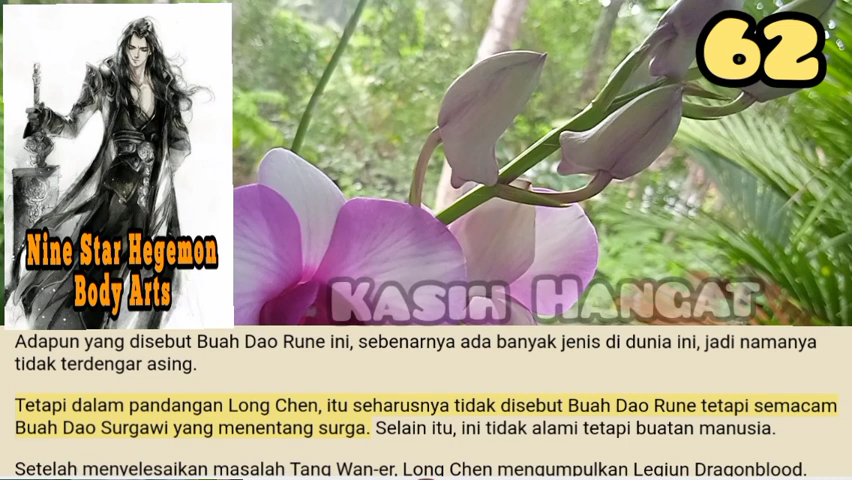 62
Nine Star Hegemon
Body Arts
Kasih Hangat
Adapun yang disebut Buah Dao Rune ini, sebenarnya ada banyak jenis di dunia ini, jadi namanya
tidak terdengar asing.
Tetapi dalam pandangan Long Chen, itu seharusnya tidak disebut Buah Dao Rune tetapi semacam
Buah Dao Surgawi yang menentang surga. Selain itu, ini tidak alami tetapi buatan manusia.
Setelah menyelesaikan masalah Tang Wan-er, Long Chen mengumpulkan Legiun Dragonblood.